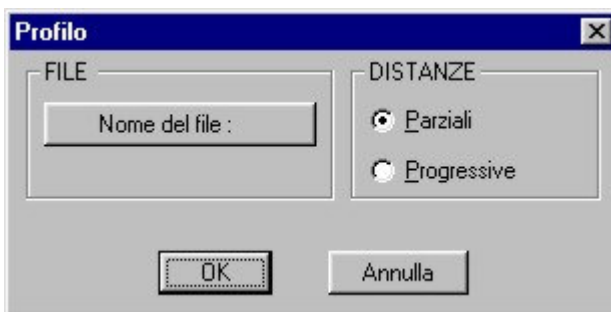 Profilo
FILE
Nome del file :
DISTANZE
Parziali
Progressive
OK
Annulla